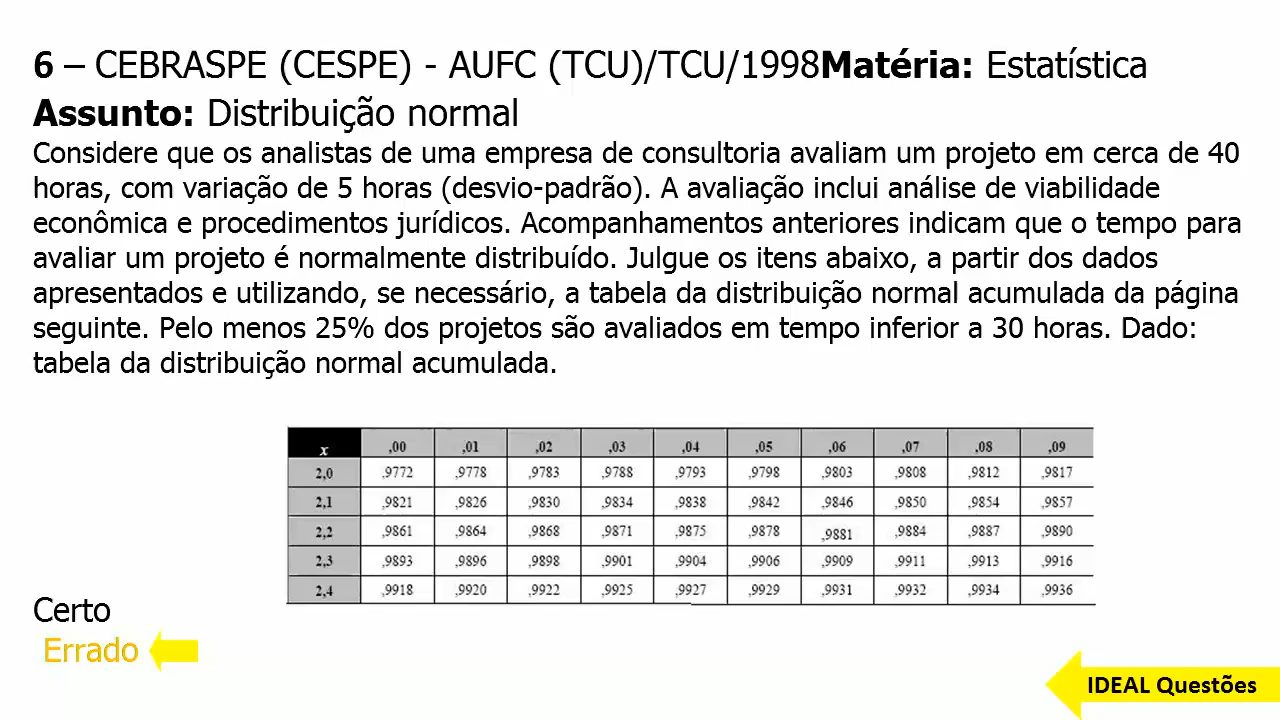 6 – CEBRASPE (CESPE) - AUFC (TCU)/TCU/1998Matéria: Estatística
Assunto: Distribuição normal
Considere que os analistas de uma empresa de consultoria avaliam um projeto em cerca de 40
horas, com variação de 5 horas (desvio-padrão). A avaliação inclui análise de viabilidade
econômica e procedimentos jurídicos. Acompanhamentos anteriores indicam que o tempo para
avaliar um projeto é normalmente distribuído. Julgue os itens abaixo, a partir dos dados
apresentados e utilizando, se necessário, a tabela da distribuição normal acumulada da página
seguinte. Pelo menos 25% dos projetos são avaliados em tempo inferior a 30 horas. Dado:
tabela da distribuição normal acumulada.
x ,00 ,01 ,02 ,03 ,04 ,05 ,06 ,07 ,08 ,09
2,0 ,9772 ,9778 ,9783 ,9788 ,9793 ,9798 ,9803 ,9808 ,9812 ,9817
2,1 ,9821 ,9826 ,9830 ,9834 ,9838 ,9842 ,9846 ,9850 ,9854 ,9857
2,2 ,9861 ,9864 ,9868 ,9871 ,9875 ,9878 ,9881 ,9884 ,9887 ,9890
2,3 ,9893 ,9896 ,9898 ,9901 ,9904 ,9906 ,9909 ,9911 ,9913 ,9916
2,4 ,9918 ,9920 ,9922 ,9925 ,9927 ,9929 ,9931 ,9932 ,9934 ,9936
Certo
Errado
IDEAL Questões